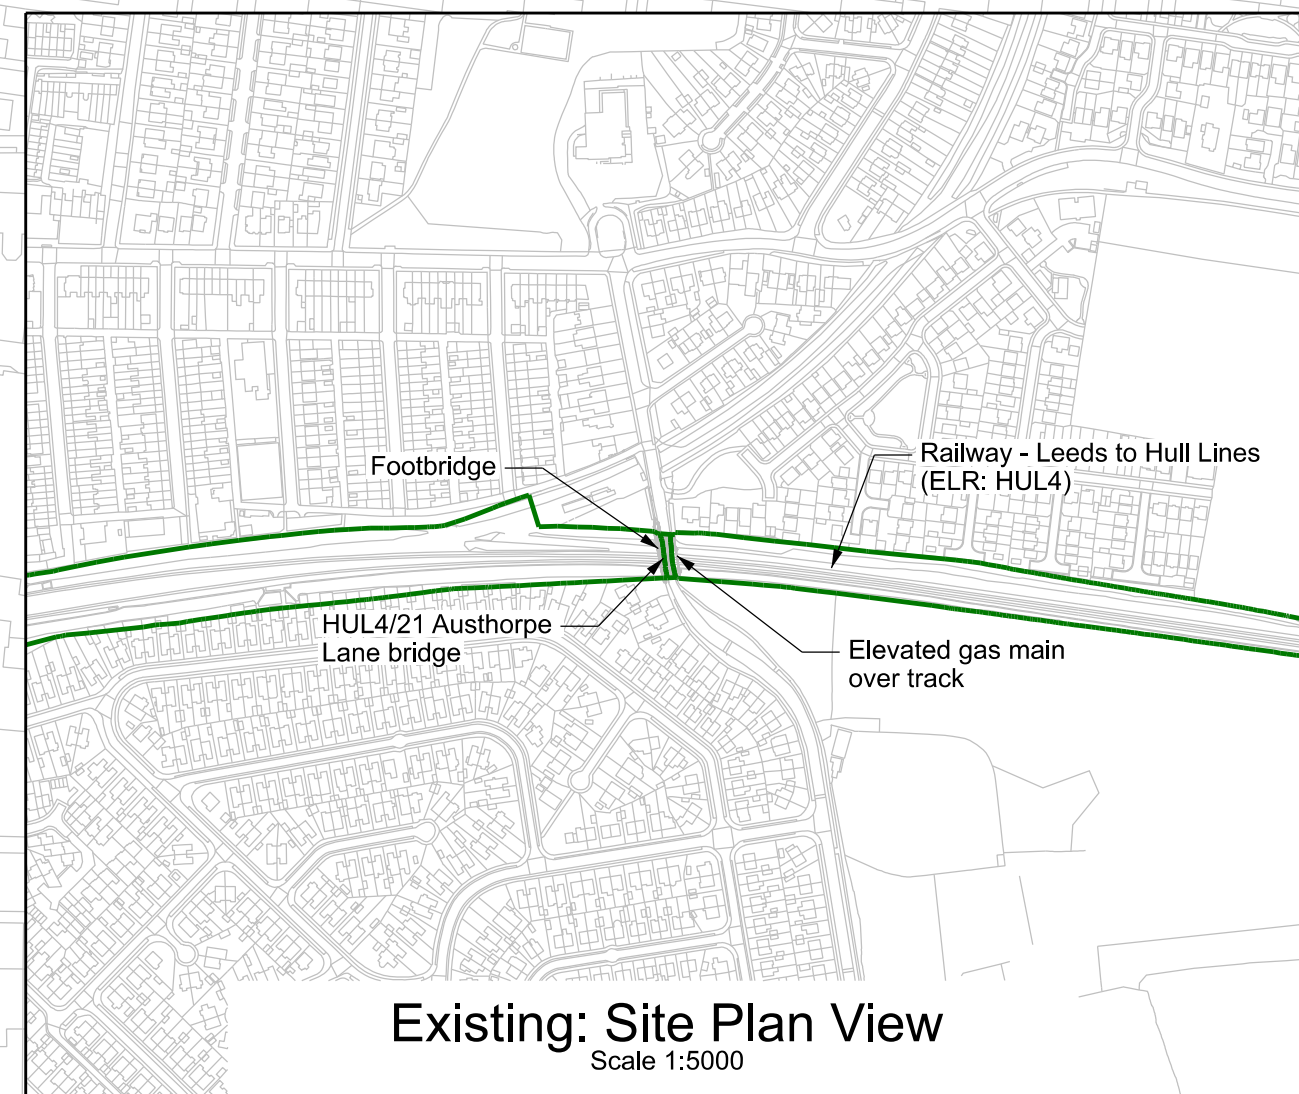 Footbridge
Railway - Leeds to Hull Lines
(ELR: HUL4)
HUL4/21 Austhorpe
Lane bridge
Elevated gas main
over track
Existing: Site Plan View
Scale 1:5000